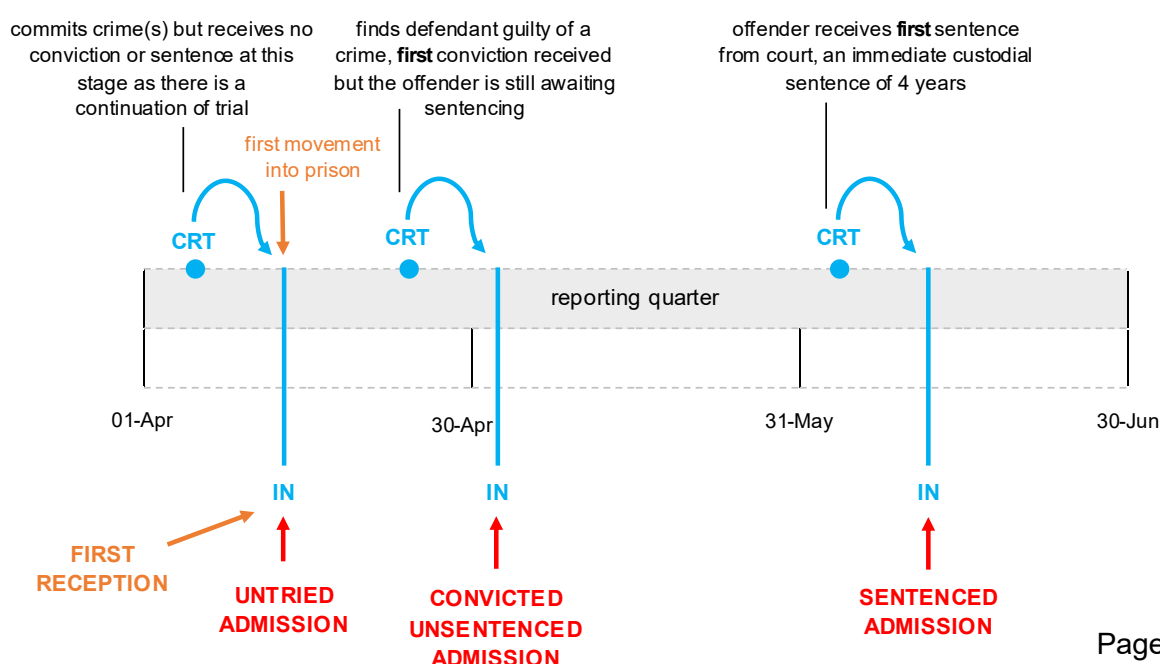 commits crime(s) but receives no
conviction or sentence at this
stage as there is a
continuation of trial
finds defendant guilty of a
crime, first conviction received
but the offender is still awaiting
sentencing
offender receives first sentence
from court, an immediate custodial
sentence of 4 years
first movement
into prison
CRT
CRT
CRT
reporting quarter
01-Apr
30-Apr
31-May
30-Jun
IN
IN
IN
FIRST
RECEPTION
UNTRIED
ADMISSION
CONVICTED
UNSENTENCED
ADMISSION
SENTENCED
ADMISSION
Page